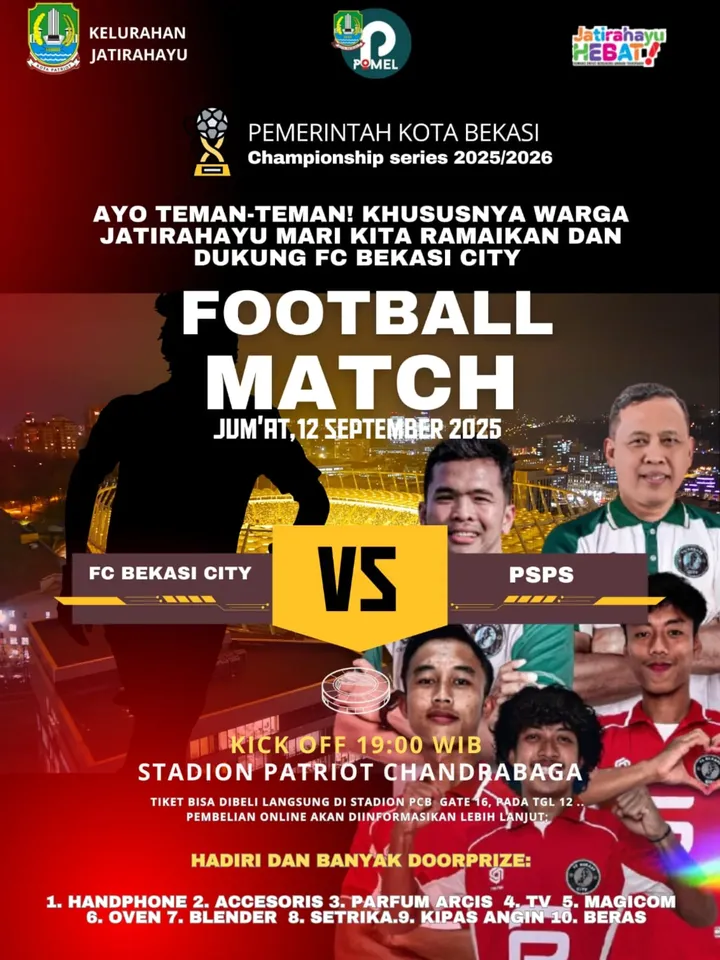 KELURAHAN
JATIRAHAYU
KOTA PATRIOT
POMEL
Jatirahayu
HEBAT!
PEMERINTAH KOTA BEKASI
Championship series 2025/2026
AYO TEMAN-TEMAN! KHUSUSNYA WARGA
JATIRAHAYU MARI KITA RAMAIKAN DAN
DUKUNG FC BEKASI CITY
FOOTBALL
MATCH
JUM'AT, 12 SEPTEMBER 2025
FC BEKASI CITY
VS
PSPS
KICK OFF 19:00 WIB
STADION PATRIOT CHANDRABAGA
TIKET BISA DIBELI LANGSUNG DI STADION PCB GATE 16, PADA TGL 12 ..
PEMBELIAN ONLINE AKAN DIINFORMASIKAN LEBIH LANJUT;
HADIRI DAN BANYAK DOORPRIZE:
1. HANDPHONE 2. ACCESORIS 3. PARFUM ARCIS 4. TV 5. MAGICOM
6. OVEN 7. BLENDER 8. SETRIKA.9. KIPAS ANGIN 10. BERAS